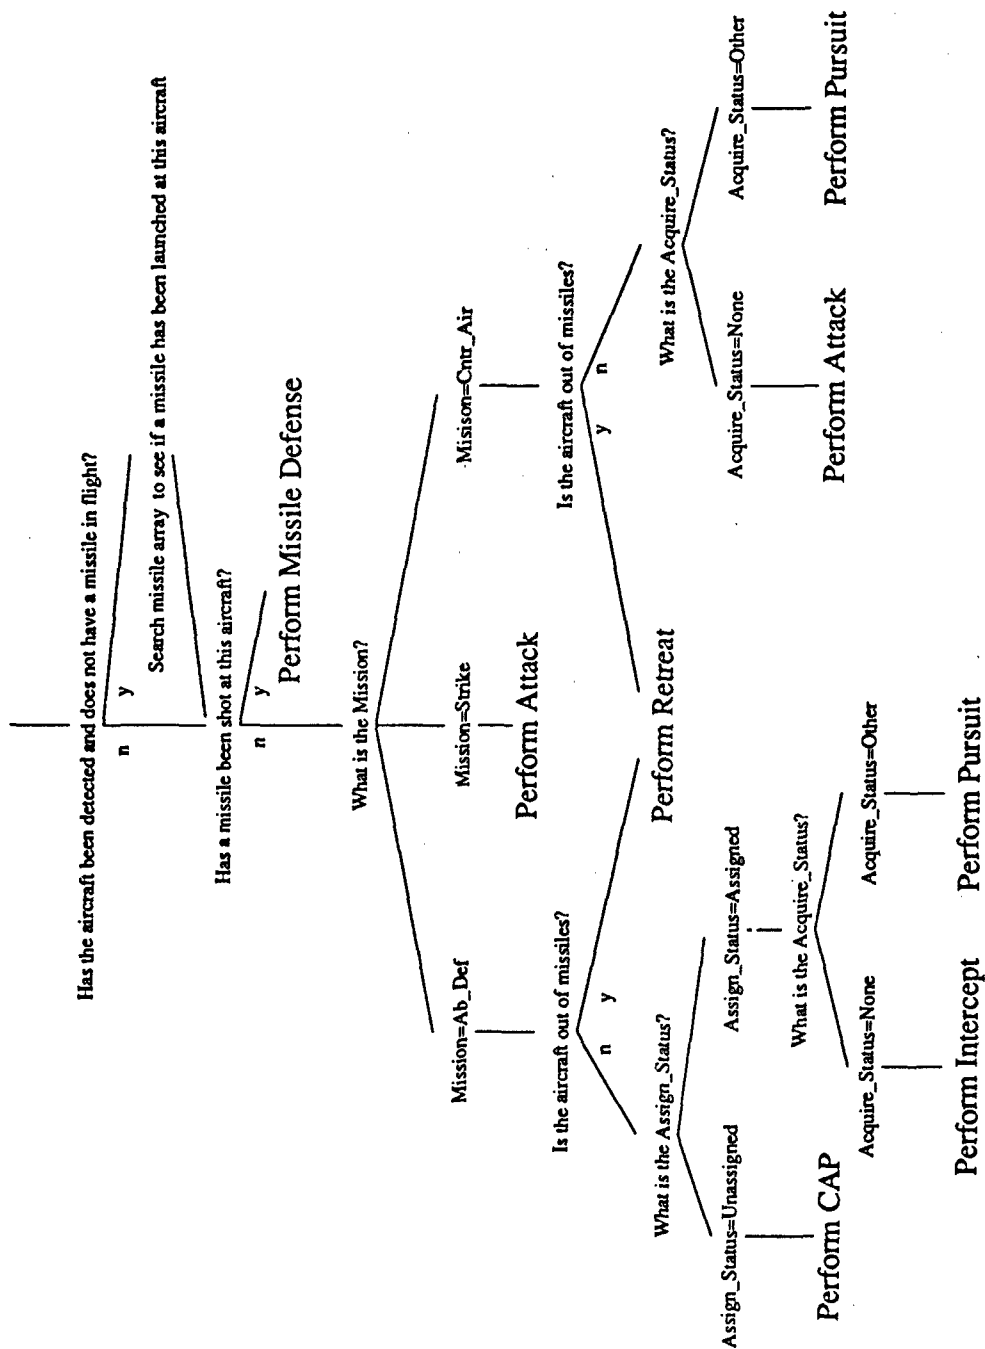 Has the aircraft been detected and does not have a missile in flight?
n
y
Search missile array to see if a missile has been launched at this aircraft
Has a missile been shot at this aircraft?
n
y
Perform Missile Defense
What is the Mission?
Mission=Ab_Def
Mission=Strike
Misison=Cntr_Air
Perform Attack
Is the aircraft out of missiles?
Is the aircraft out of missiles?
n
y
y
n
What is the Assign_Status?
Perform Retreat
What is the Acquire_Status?
Assign_Status=Unassigned
Assign_Status=Assigned
Acquire_Status=None
Acquire_Status=Other
Perform CAP
What is the Acquire_Status?
Perform Attack
Perform Pursuit
Acquire_Status=None
Acquire_Status=Other
Perform Intercept
Perform Pursuit